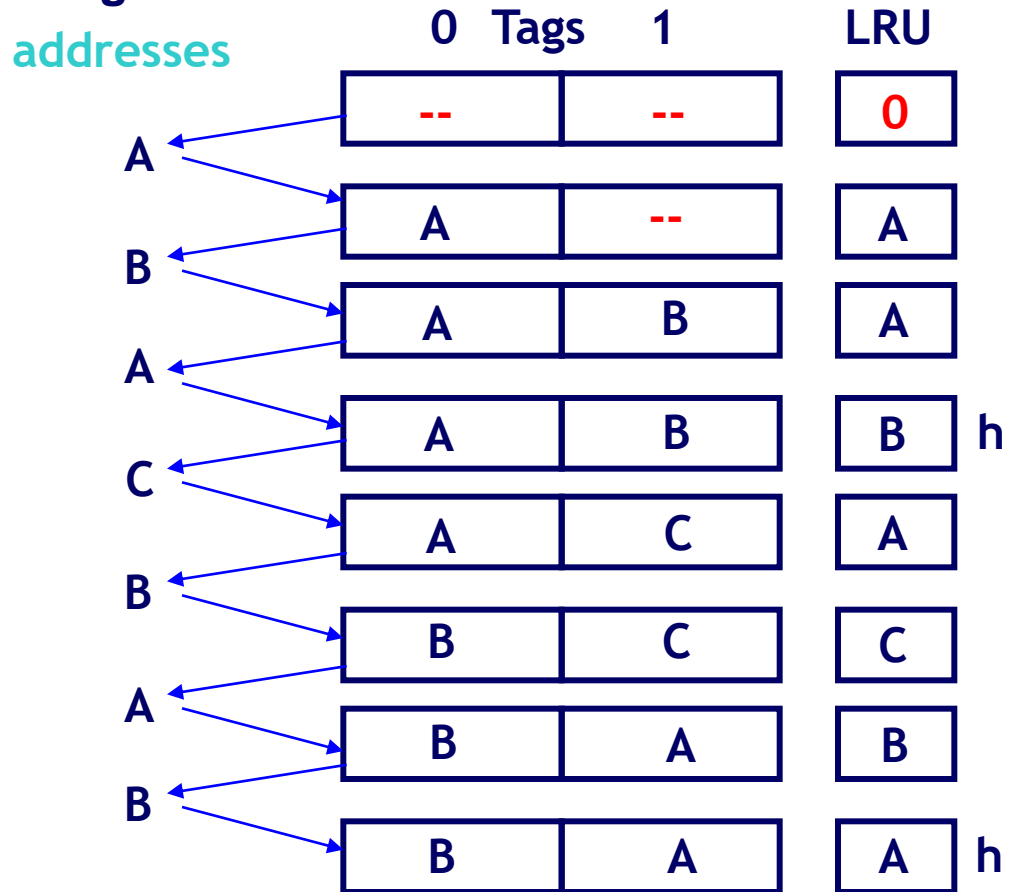 0 Tags 1 LRU
addresses
-- -- 0
A
A -- A
B
A B A
A
A B B h
C
A C A
B
B C C
A
B A B
B
B A A h